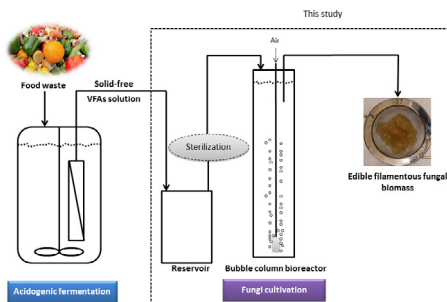 This study
Air
Food waste
Solid-free
VFAs solution
Sterilization
Edible filamentous fungal
biomass
Reservoir
Bubble column bioreactor
Acidogenic fermentation
Fungi cultivation